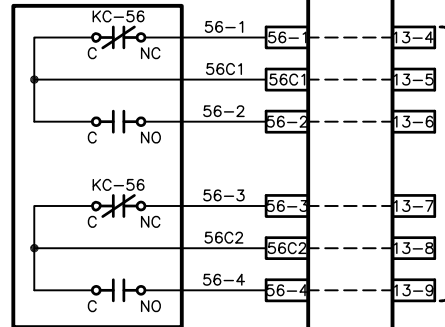 KC-56
56-1 56-1 13-4
C NC
56C1 56C1 13-5
56-2 56-2 13-6
C NO
KC-56
56-3 56-3 13-7
C NC
56C2 56C2 13-8
56-4 56-4 13-9
C NO